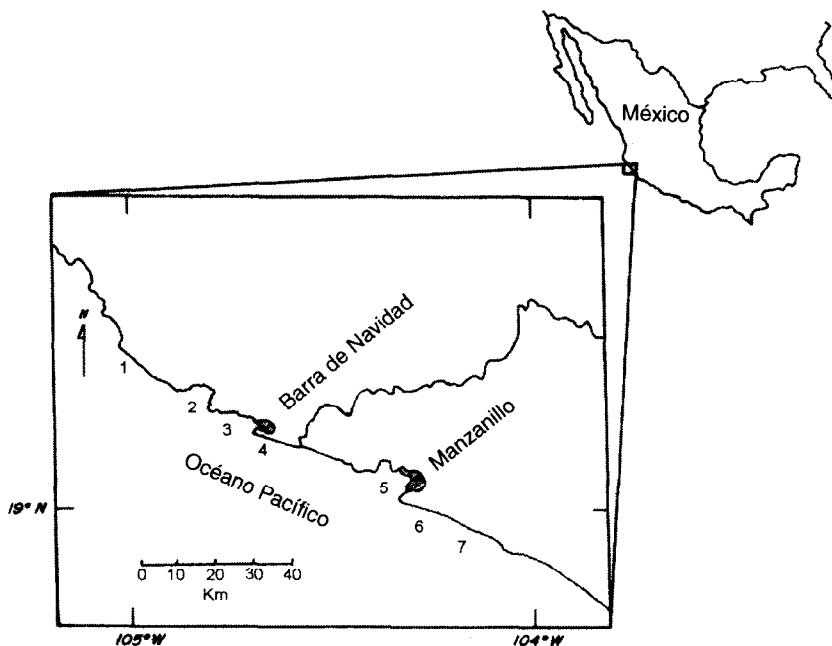 México
N
Barra de Navidad
Manzanillo
Océano Pacífico
1
2
3
4
5
6
7
19° N
0 10 20 30 40
Km
105° W
104° W